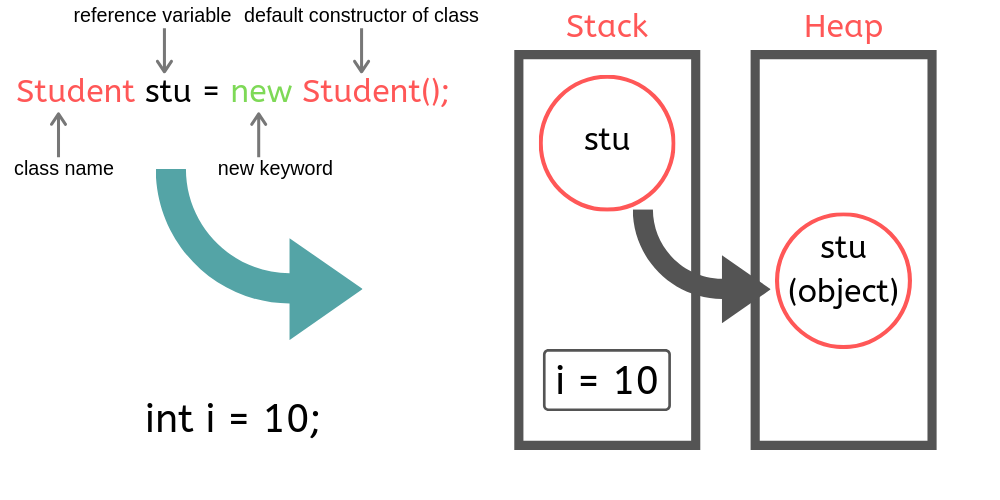 reference variable
default constructor of class
Student stu = new Student();
class name
new keyword
int i = 10;
Stack
stu
i = 10
Heap
stu
(object)